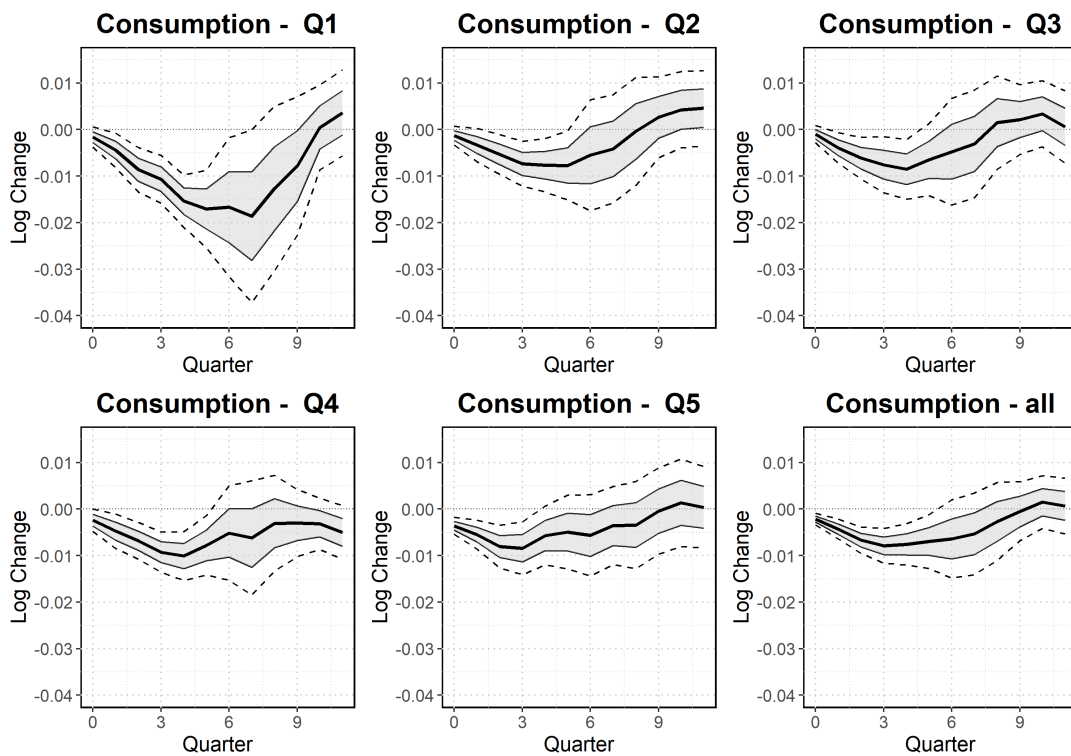 Consumption - Q1
Log Change
0.01
0.00
-0.01
-0.02
-0.03
-0.04
0 3 6 9
Quarter
Consumption - Q2
Log Change
0.01
0.00
-0.01
-0.02
-0.03
-0.04
0 3 6 9
Quarter
Consumption - Q3
Log Change
0.01
0.00
-0.01
-0.02
-0.03
-0.04
0 3 6 9
Quarter
Consumption - Q4
Log Change
0.01
0.00
-0.01
-0.02
-0.03
-0.04
0 3 6 9
Quarter
Consumption - Q5
Log Change
0.01
0.00
-0.01
-0.02
-0.03
-0.04
0 3 6 9
Quarter
Consumption - all
Log Change
0.01
0.00
-0.01
-0.02
-0.03
-0.04
0 3 6 9
Quarter